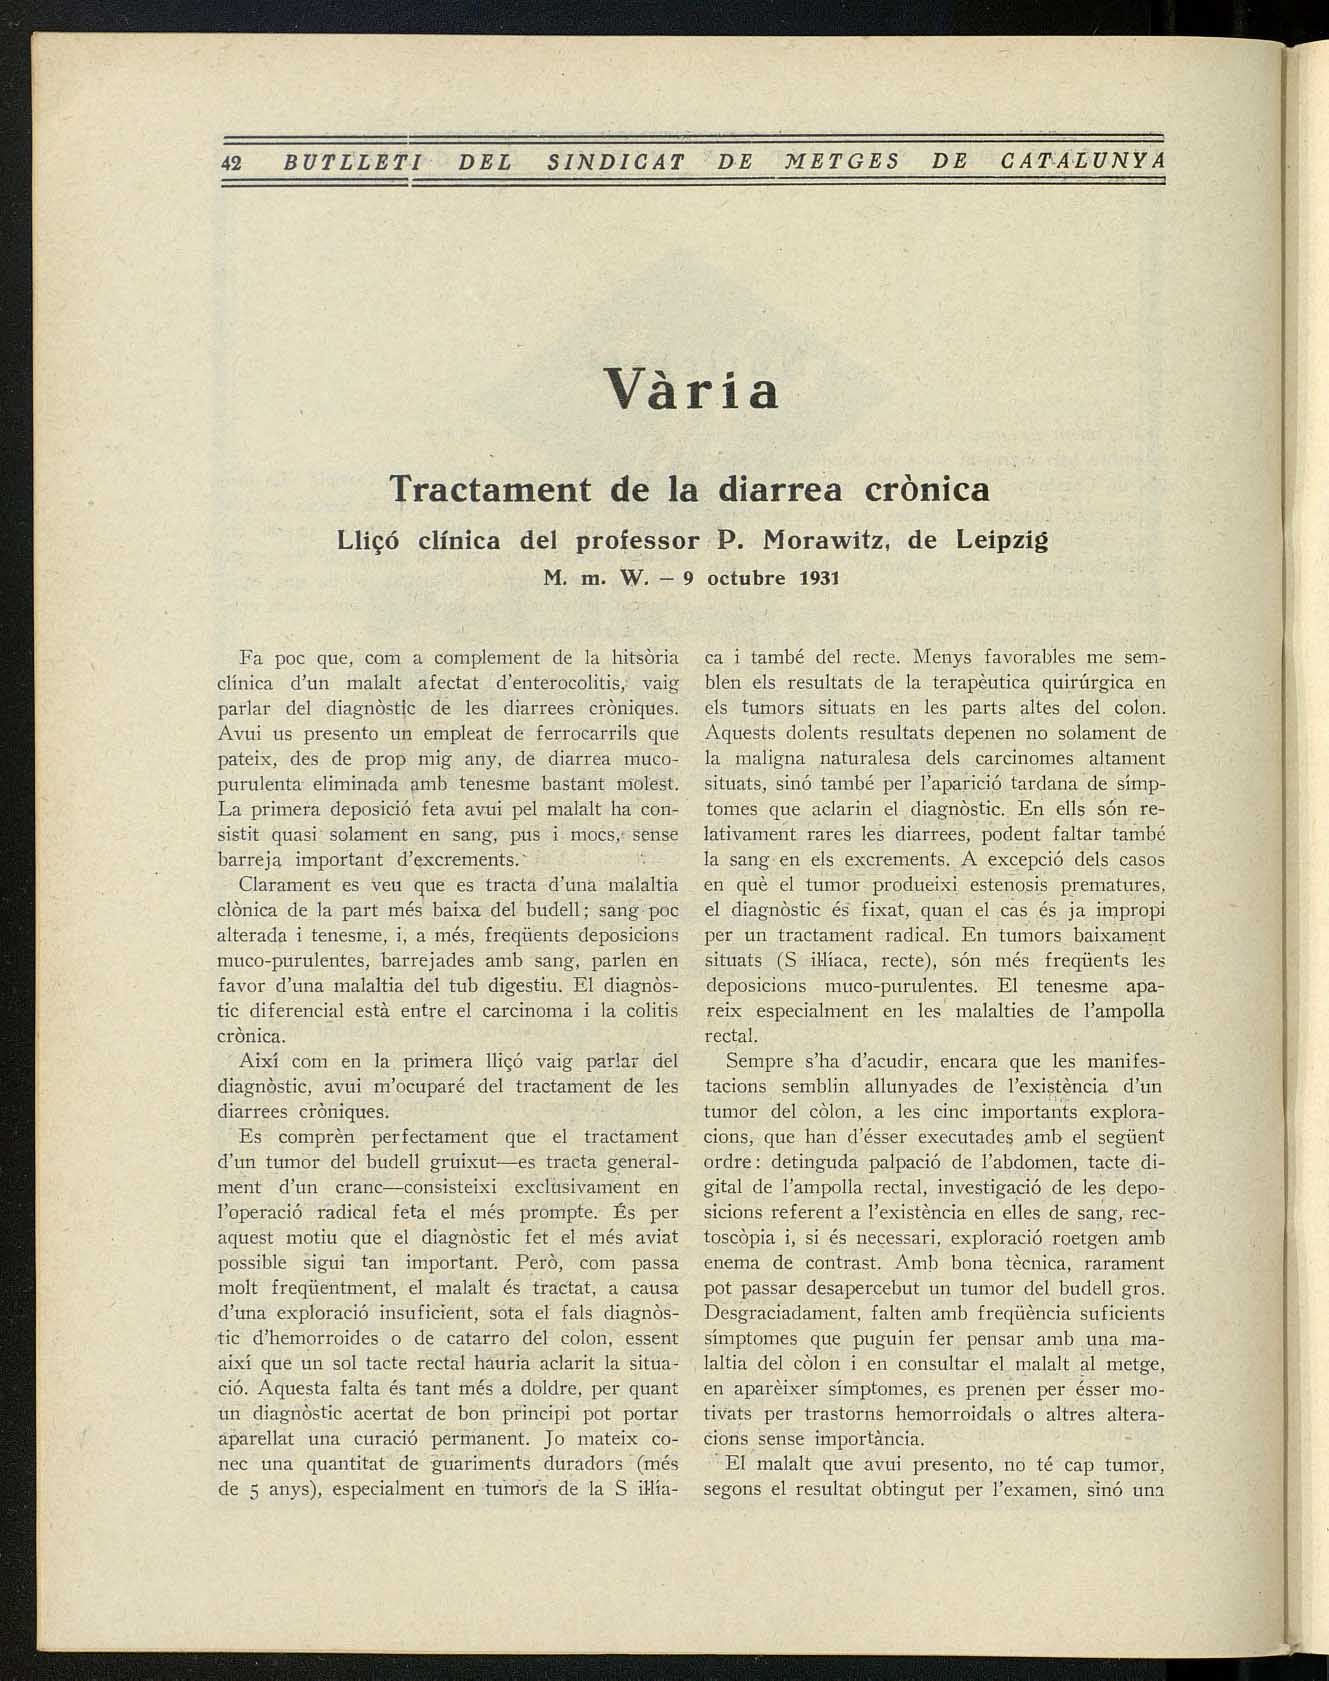 42 BUTLLETI DEL SINDICAT DE METGES DE CATALUNYA
Vària
Tractament de la diarrea crònica
Lliçó clínica del professor P. Morawitz, de Leipzig
M. m. W. — 9 octubre 1931
Fa poc que, com a complement de la hitsòria
clínica d'un malalt afectat d'enterocolitis, vaig
parlar del diagnòstic de les diarrees cròniques.
Avui us presento un empleat de ferrocarrils que
pateix, des de prop mig any, de diarrea muco-
purulenta eliminada amb tenesme bastant molest.
La primera deposició feta avui pel malalt ha con-
sistit quasi solament en sang, pus i mocs, sense
barreja important d'excrements.
Clarament es veu que es tracta d'una malaltia
clònica de la part més baixa del budell; sang poc
alterada i tenesme, i, a més, freqüents deposicions
muco-purulentes, barrejades amb sang, parlen en
favor d'una malaltia del tub digestiu. El diagnòs-
tic diferencial està entre el carcinoma i la colitis
crònica.
Així com en la primera lliçó vaig parlar del
diagnòstic, avui m'ocuparé del tractament de les
diarrees cròniques.
Es comprèn perfectament que el tractament
d'un tumor del budell gruixut—es tracta general-
ment d'un cranc—consisteixi exclusivament en
l'operació radical feta el més prompte. És per
aquest motiu que el diagnòstic fet el més aviat
possible sigui tan important. Però, com passa
molt freqüentment, el malalt és tractat, a causa
d'una exploració insuficient, sota el fals diagnòs-
tic d'hemorroides o de catarro del colon, essent
així que un sol tacte rectal hauria aclarit la situa-
ció. Aquesta falta és tant més a doldre, per quant
un diagnòstic acertat de bon principi pot portar
aparellat una curació permanent. Jo mateix co-
nec una quantitat de guariments duradors (més
de 5 anys), especialment en tumors de la S il·lía-
ca i també del recte. Menys favorables me sem-
blen els resultats de la terapèutica quirúrgica en
els tumors situats en les parts altes del colon.
Aquests dolents resultats depenen no solament de
la maligna naturalesa dels carcinomes altament
situats, sinó també per l'aparició tardana de símp-
tomes que aclarin el diagnòstic. En ells són re-
lativament rares les diarrees, podent faltar també
la sang en els excrements. A excepció dels casos
en què el tumor produeixi estenosis prematures,
el diagnòstic és fixat, quan el cas és ja impropi
per un tractament radical. En tumors baixament
situats (S il·líaca, recte), són més freqüents les
deposicions muco-purulentes. El tenesme apa-
reix especialment en les malalties de l'ampolla
rectal.
Sempre s'ha d'acudir, encara que les manifes-
tacions semblin allunyades de l'existència d'un
tumor del còlon, a les cinc importants explora-
cions, que han d'ésser executades amb el següent
ordre: detinguda palpació de l'abdomen, tacte di-
gital de l'ampolla rectal, investigació de les depo-
sicions referent a l'existència en elles de sang, rec-
toscòpia i, si és necessari, exploració roetgen amb
enema de contrast. Amb bona tècnica, rarament
pot passar desapercebut un tumor del budell gros.
Desgraciadament, falten amb freqüència suficients
símptomes que puguin fer pensar amb una ma-
laltia del còlon i en consultar el malalt al metge,
en aparèixer símptomes, es prenen per ésser mo-
tivats per trastorns hemorroidals o altres altera-
cions sense importància.
El malalt que avui presento, no té cap tumor,
segons el resultat obtingut per l'examen, sinó una